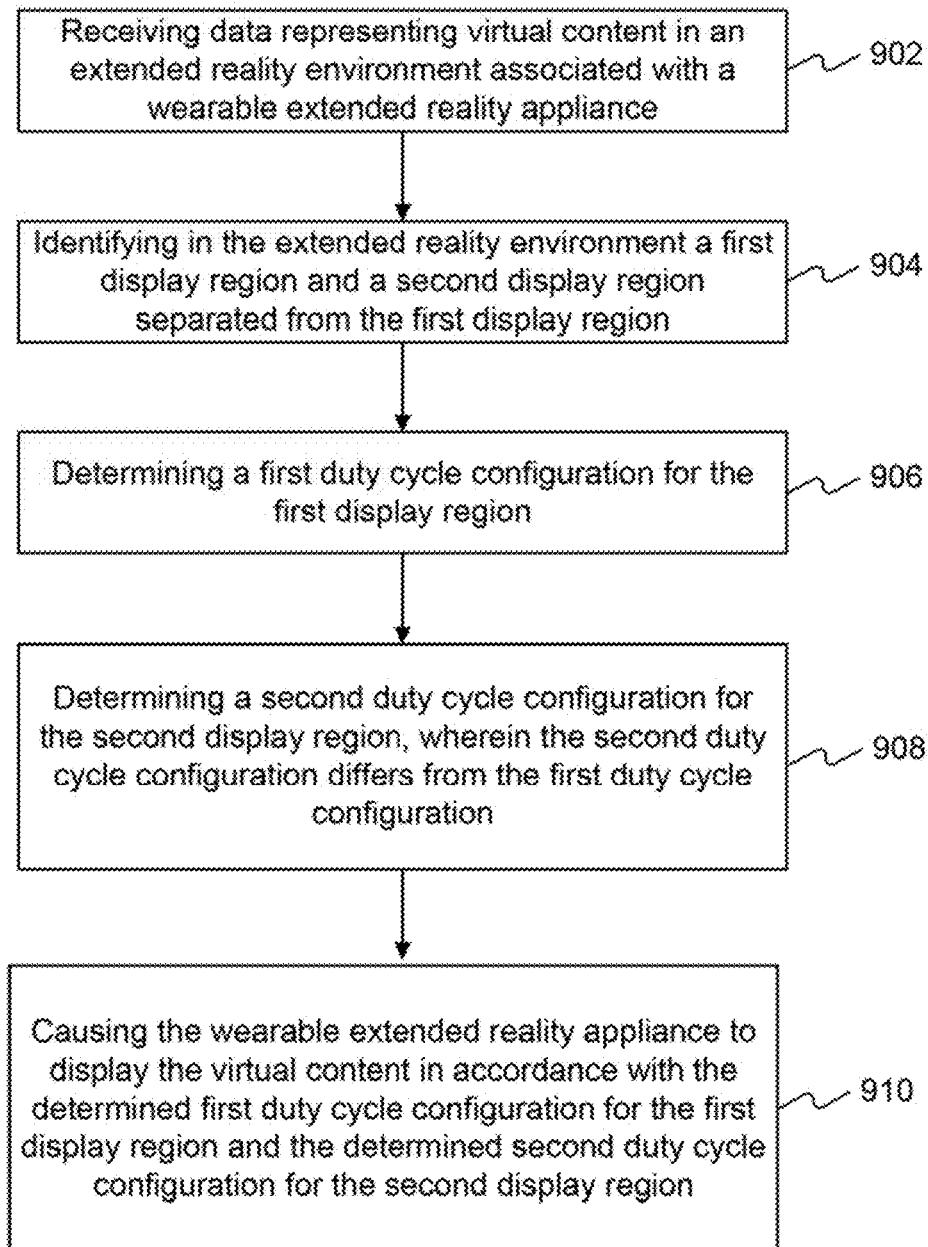 Receiving data representing virtual content in an
extended reality environment associated with a
wearable extended reality appliance
902
Identifying in the extended reality environment a first
display region and a second display region
separated from the first display region
904
Determining a first duty cycle configuration for the
first display region
906
Determining a second duty cycle configuration for
the second display region, wherein the second duty
cycle configuration differs from the first duty cycle
configuration
908
Causing the wearable extended reality appliance to
display the virtual content in accordance with the
determined first duty cycle configuration for the first
display region and the determined second duty cycle
configuration for the second display region
910